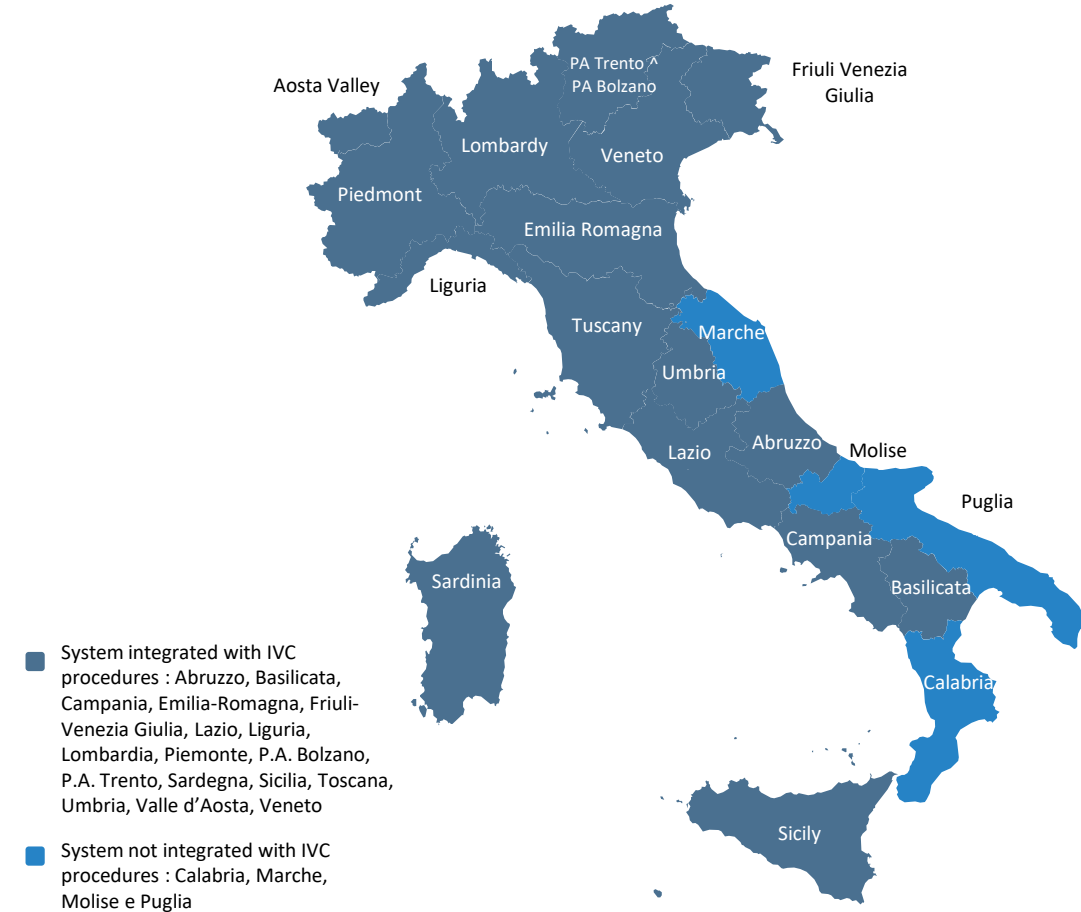 PA Trento ^
PA Bolzano
Friuli Venezia
Giulia
Aosta Valley
Lombardy
Veneto
Piedmont
Emilia Romagna
Liguria
Tuscany
Marche
Umbria
Abruzzo
Molise
Lazio
Puglia
Campania
Sardinia
Basilicata
Calabria
Sicily
System integrated with IVC
procedures : Abruzzo, Basilicata,
Campania, Emilia-Romagna, Friuli-
Venezia Giulia, Lazio, Liguria,
Lombardia, Piemonte, P.A. Bolzano,
P.A. Trento, Sardegna, Sicilia, Toscana,
Umbria, Valle d’Aosta, Veneto
System not integrated with IVC
procedures : Calabria, Marche,
Molise e Puglia